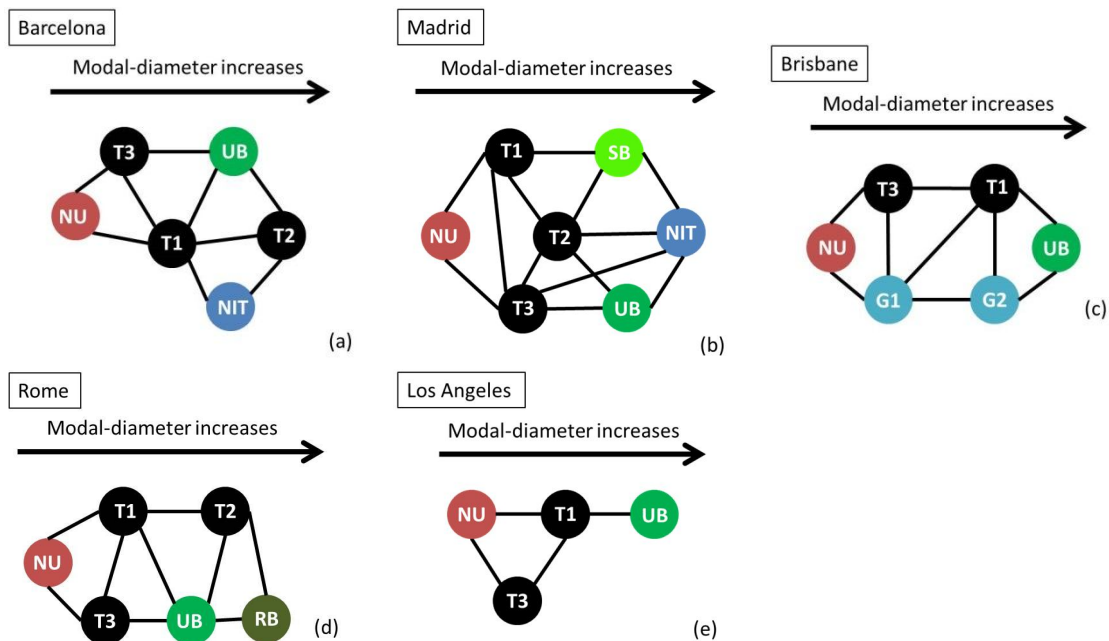 Barcelona
Modal-diameter increases
T3
UB
NU
T1
T2
NIT
(a)
Madrid
Modal-diameter increases
T1
SB
NU
T2
NIT
T3
UB
(b)
Brisbane
Modal-diameter increases
T3
T1
NU
UB
G1
G2
(c)
Rome
Modal-diameter increases
T1
T2
NU
T3
UB
RB
(d)
Los Angeles
Modal-diameter increases
NU
T1
UB
T3
(e)